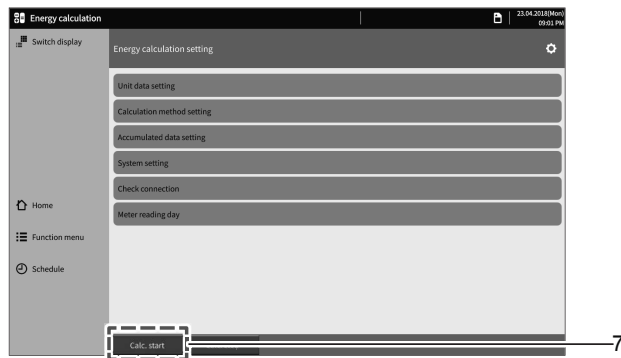 Energy calculation
23.04.2018(Mon)
09:01 PM
Switch display
Energy calculation setting
Unit data setting
Calculation method setting
Accumulated data setting
System setting
Check connection
Meter reading day
Home
Function menu
Schedule
Calc. start
7